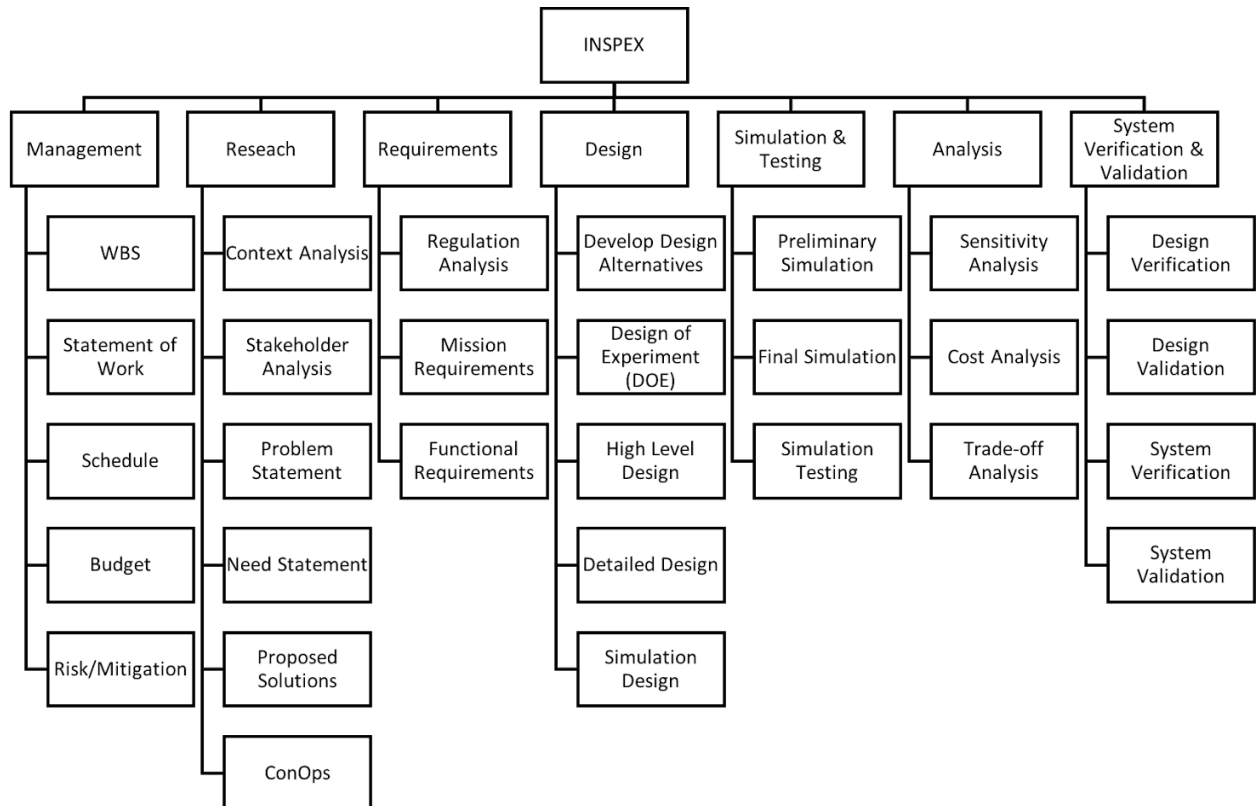 INSPEX
Management
Reseach
Requirements
Design
Simulation &
Testing
Analysis
System
Verification &
Validation
WBS
Statement of
Work
Schedule
Budget
Risk/Mitigation
Context Analysis
Stakeholder
Analysis
Problem
Statement
Need Statement
Proposed
Solutions
ConOps
Regulation
Analysis
Mission
Requirements
Functional
Requirements
Develop Design
Alternatives
Design of
Experiment
(DOE)
High Level
Design
Detailed Design
Simulation
Design
Preliminary
Simulation
Final Simulation
Simulation
Testing
Sensitivity
Analysis
Cost Analysis
Trade-off
Analysis
Design
Verification
Design
Validation
System
Verification
System
Validation